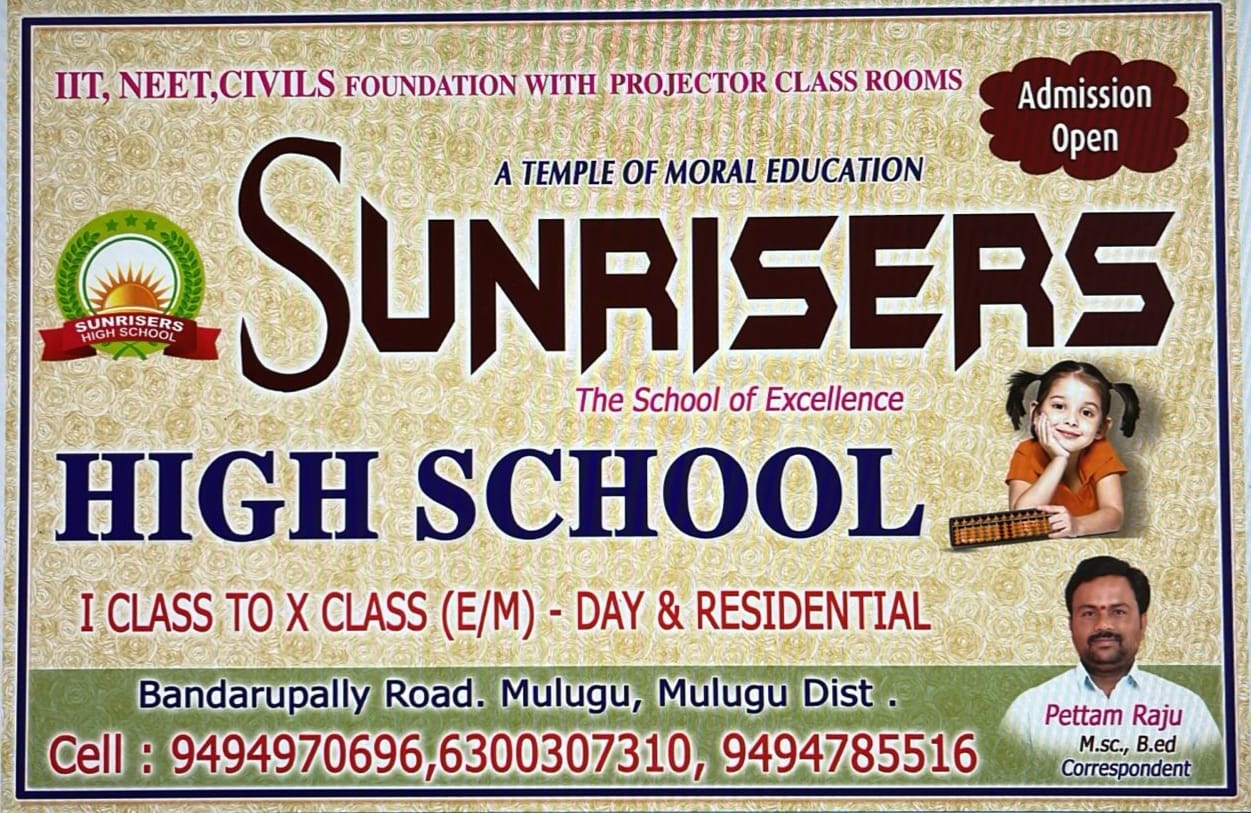 IIT, NEET,CIVILS FOUNDATION WITH PROJECTOR CLASS ROOMS
Admission
Open
A TEMPLE OF MORAL EDUCATION
SUNRISERS
SUNRISERS
HIGH SCHOOL
The School of Excellence
HIGH SCHOOL
I CLASS TO X CLASS (E/M) - DAY & RESIDENTIAL
Bandarupally Road. Mulugu, Mulugu Dist .
Cell : 9494970696,6300307310, 9494785516
Pettam Raju
M.sc., B.ed
Correspondent